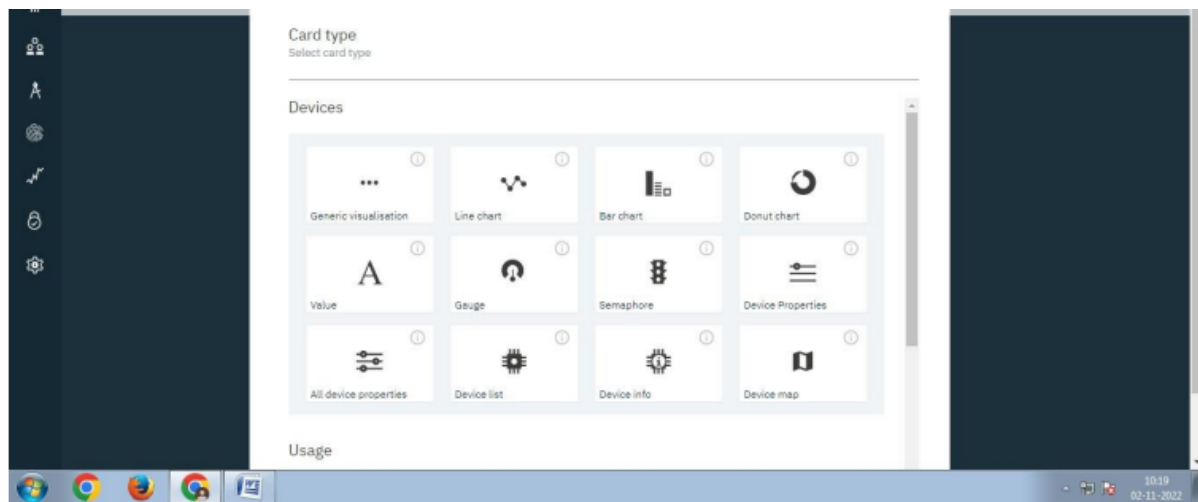 Card type
Select card type
Devices
Generic visualisation
Line chart
Bar chart
Donut chart
A
Value
Gauge
Semaphore
Device Properties
All device properties
Device list
Device info
Device map
Usage
10:19
02-11-2022